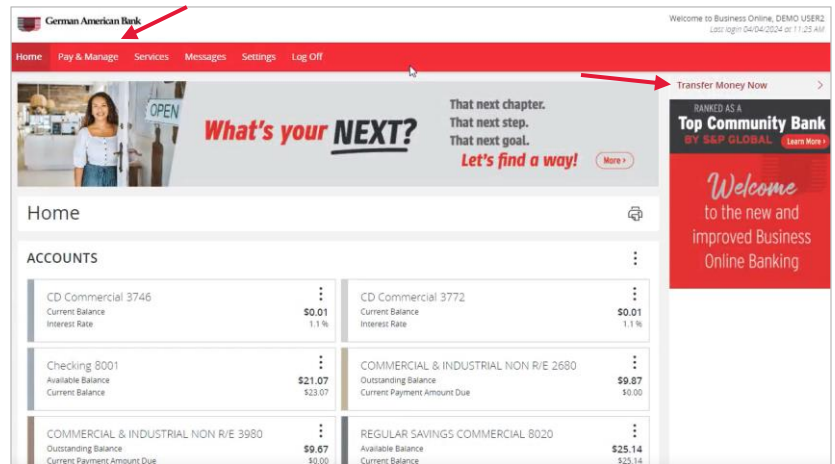 German American Bank
Welcome to Business Online, DEMO USER2
Last login 04/04/2024 at 11:25 AM
Home Pay & Manage Services Messages Settings Log Off
Transfer Money Now
OPEN
What's your NEXT?
That next chapter.
That next step.
That next goal.
Let's find a way!
More >
RANKED AS A
Top Community Bank
BY S&P GLOBAL
Learn More >
Welcome
to the new and
improved Business
Online Banking
Home
ACCOUNTS
CD Commercial 3746
Current Balance $0.01
Interest Rate 1.1 %
CD Commercial 3772
Current Balance $0.01
Interest Rate 1.1 %
Checking 8001
Available Balance $21.07
Current Balance $23.07
COMMERCIAL & INDUSTRIAL NON R/E 2680
Outstanding Balance $9.87
Current Payment Amount Due $0.00
COMMERCIAL & INDUSTRIAL NON R/E 3980
Outstanding Balance $9.67
Current Payment Amount Due $0.00
REGULAR SAVINGS COMMERCIAL 8020
Available Balance $25.14
Current Balance $25.14